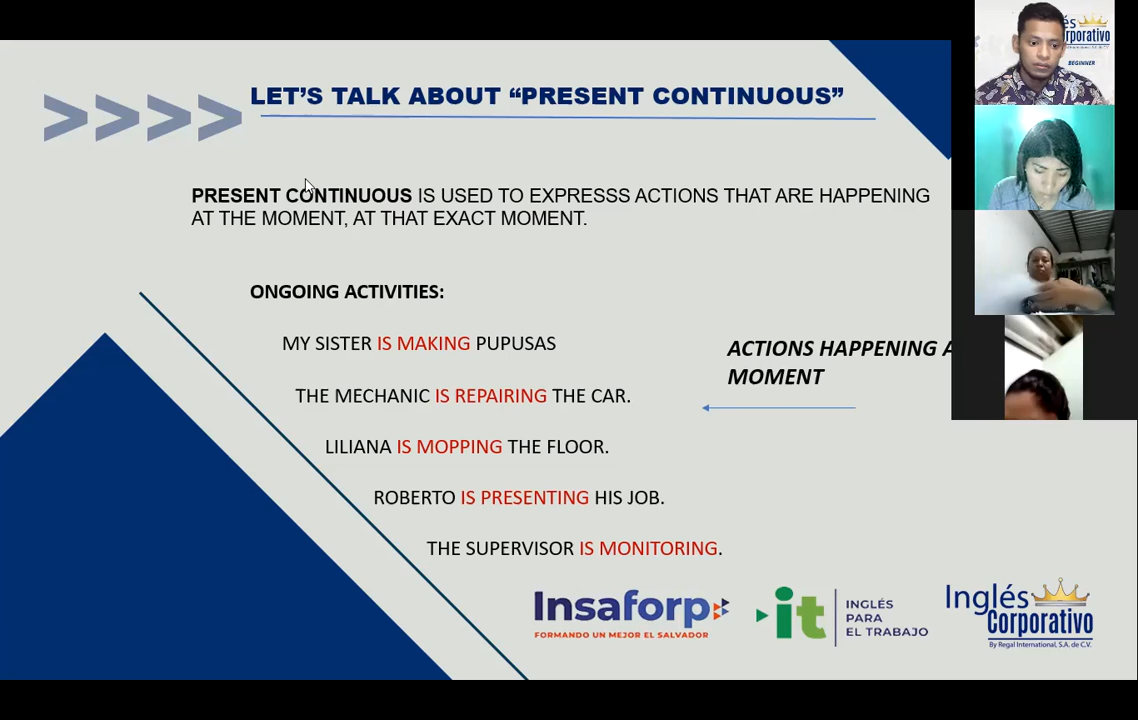 LET'S TALK ABOUT “PRESENT CONTINUOUS”
PRESENT CONTINUOUS IS USED TO EXPRESSS ACTIONS THAT ARE HAPPENING
AT THE MOMENT, AT THAT EXACT MOMENT.
ONGOING ACTIVITIES:
MY SISTER IS MAKING PUPUSAS
THE MECHANIC IS REPAIRING THE CAR.
LILIANA IS MOPPING THE FLOOR.
ROBERTO IS PRESENTING HIS JOB.
THE SUPERVISOR IS MONITORING.
ACTIONS HAPPENING
MOMENT
Insaforp
FORMANDO UN MEJOR EL SALVADOR
it
INGLÉS
PARA
EL TRABAJO
Inglés
Corporativo
By Regal International, S.A. de C.V.
BEGINNER